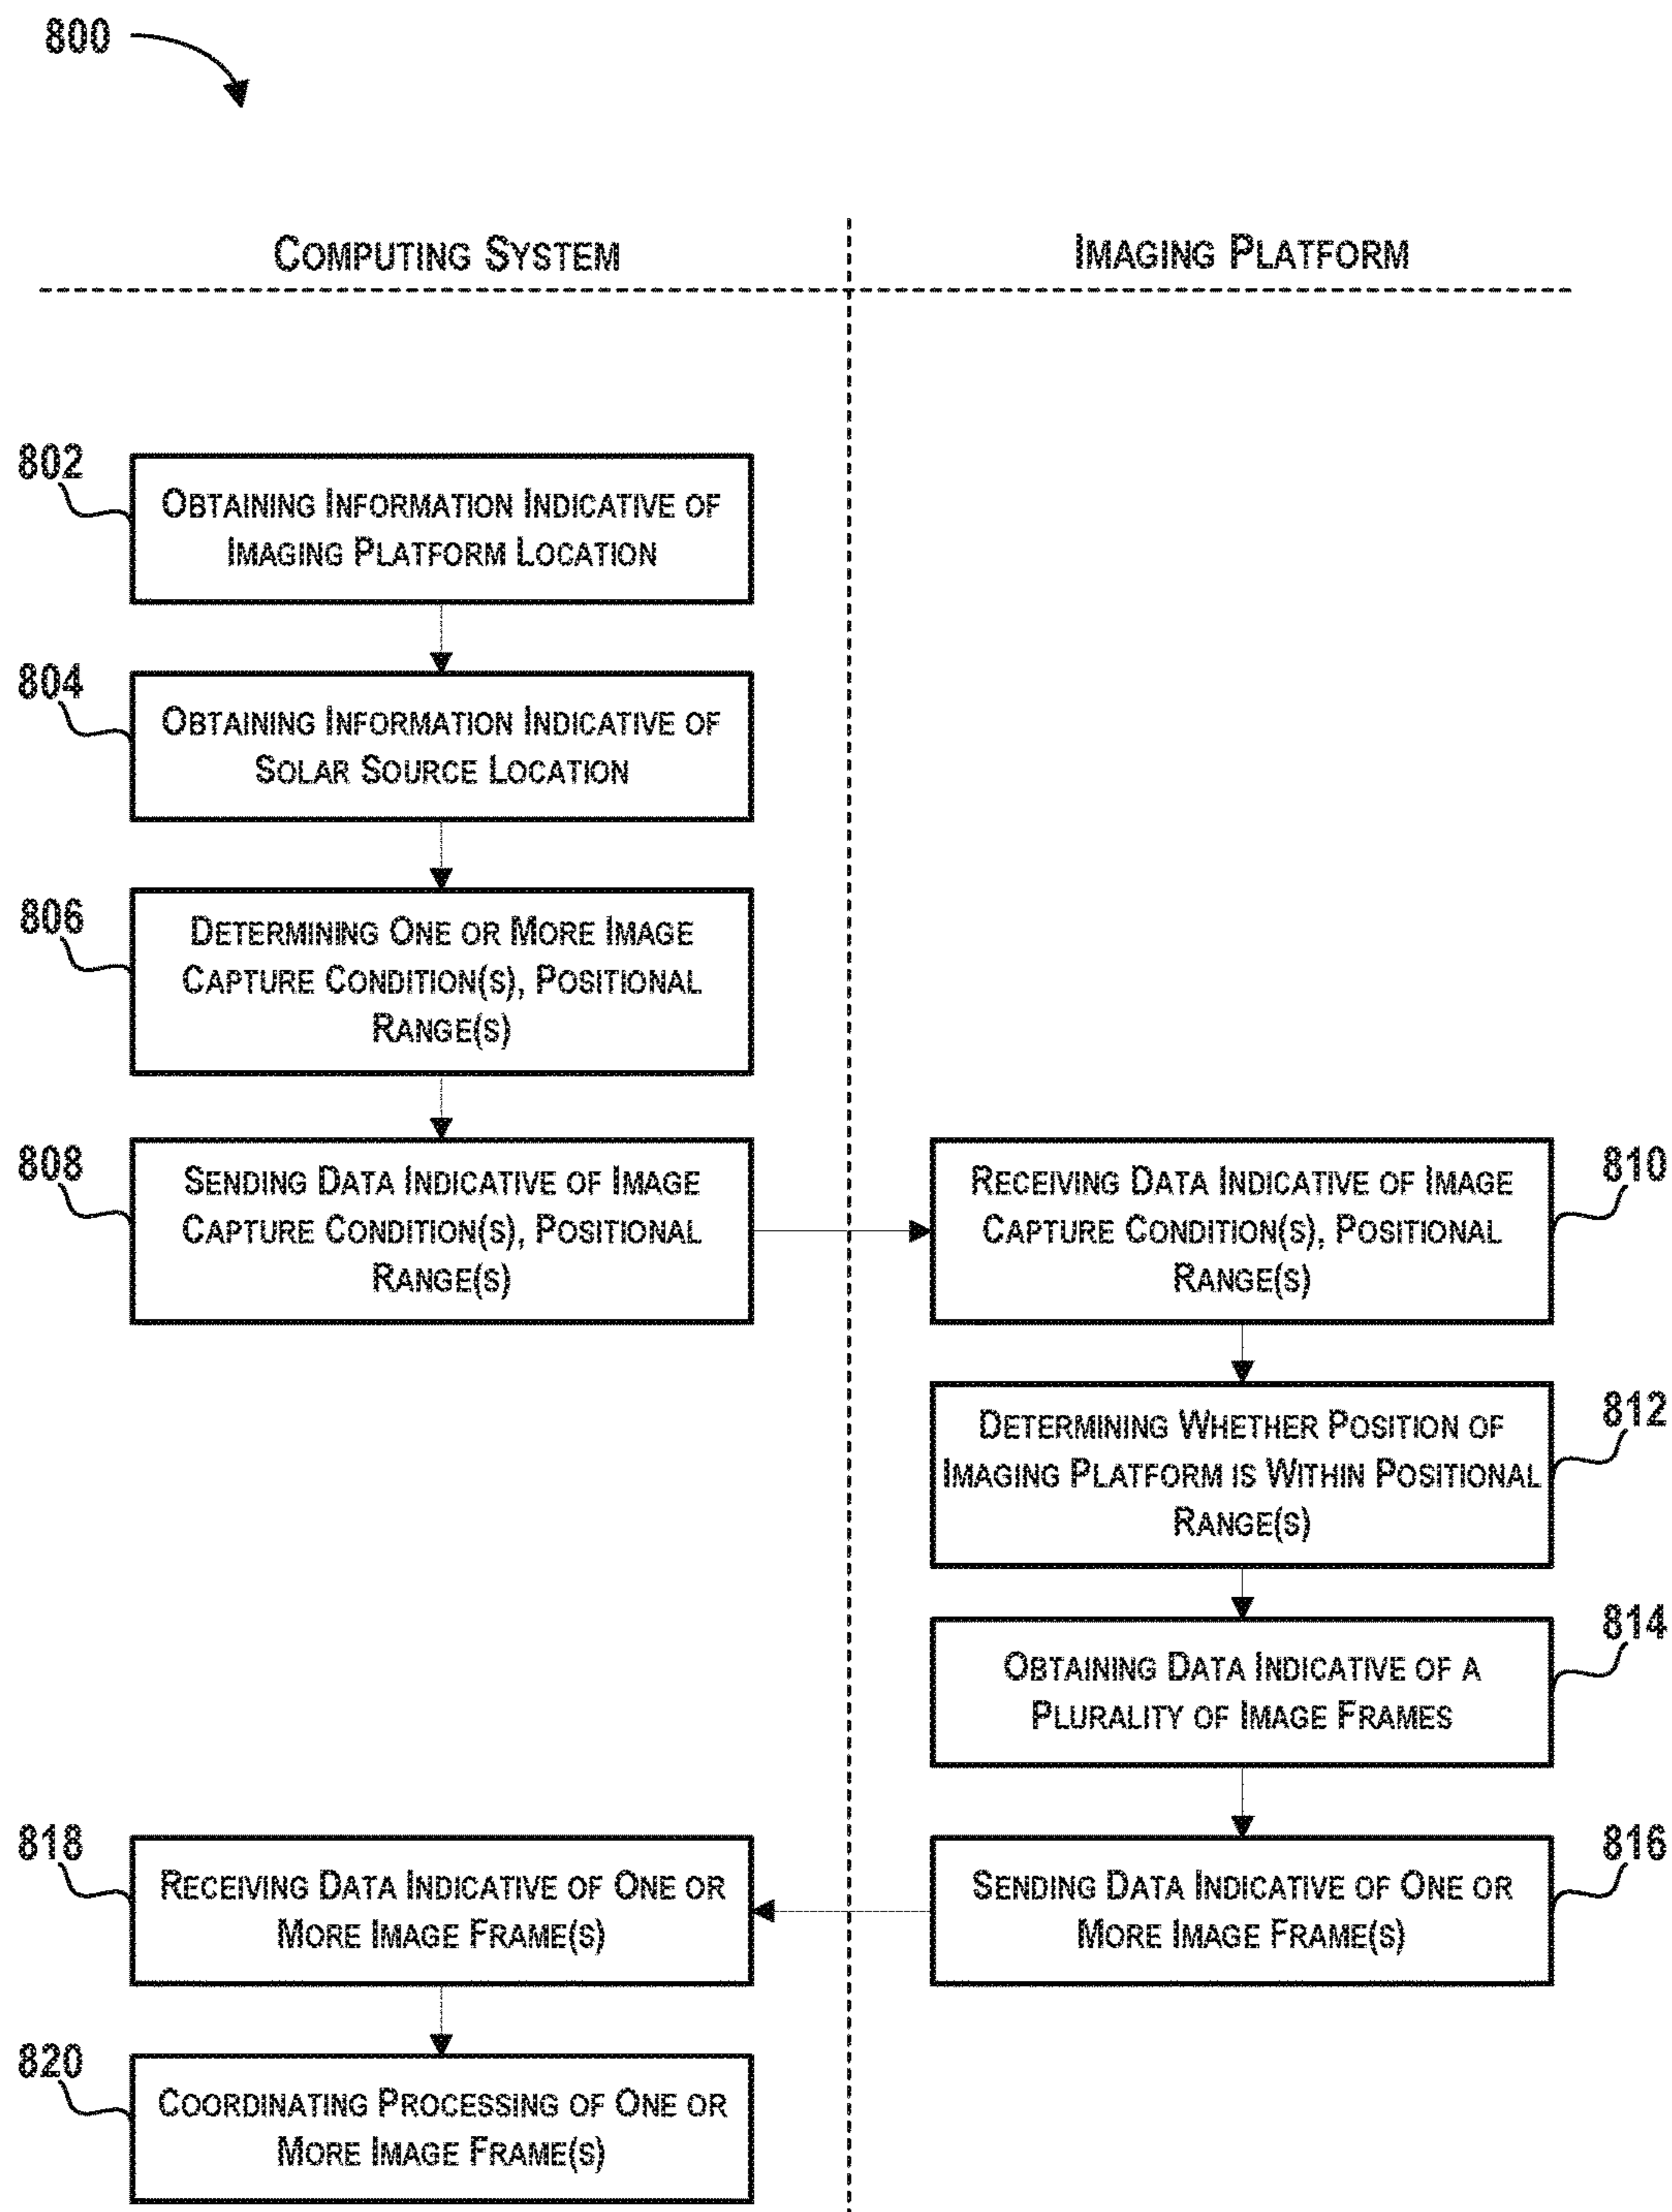 800
COMPUTING SYSTEM
IMAGING PLATFORM
802
OBTAINING INFORMATION INDICATIVE OF
IMAGING PLATFORM LOCATION
804
OBTAINING INFORMATION INDICATIVE OF
SOLAR SOURCE LOCATION
806
DETERMINING ONE OR MORE IMAGE
CAPTURE CONDITION(S), POSITIONAL
RANGE(S)
808
SENDING DATA INDICATIVE OF IMAGE
CAPTURE CONDITION(S), POSITIONAL
RANGE(S)
810
RECEIVING DATA INDICATIVE OF IMAGE
CAPTURE CONDITION(S), POSITIONAL
RANGE(S)
812
DETERMINING WHETHER POSITION OF
IMAGING PLATFORM IS WITHIN POSITIONAL
RANGE(S)
814
OBTAINING DATA INDICATIVE OF A
PLURALITY OF IMAGE FRAMES
816
SENDING DATA INDICATIVE OF ONE OR
MORE IMAGE FRAME(S)
818
RECEIVING DATA INDICATIVE OF ONE OR
MORE IMAGE FRAME(S)
820
COORDINATING PROCESSING OF ONE OR
MORE IMAGE FRAME(S)